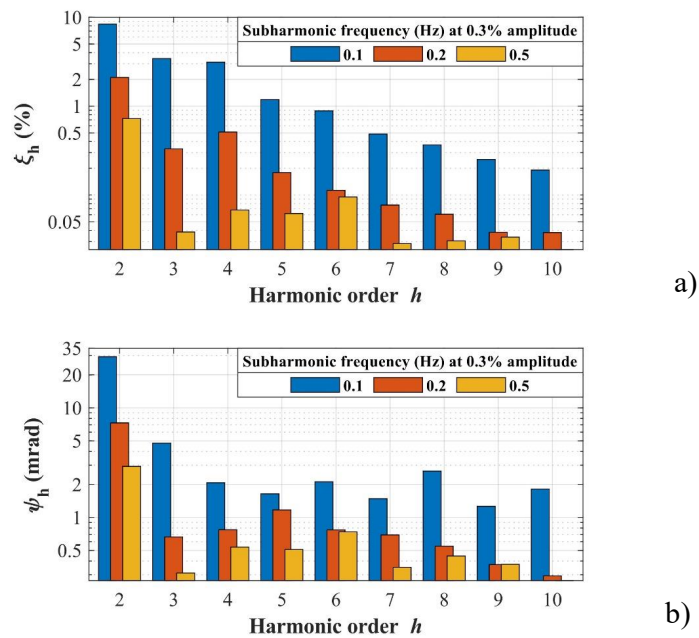 10
5
2
1
0.5
0.05
ξh (%)
Subharmonic frequency (Hz) at 0.3% amplitude
0.1 0.2 0.5
2 3 4 5 6 7 8 9 10
Harmonic order h
a)
35
20
10
5
2
1
0.5
ψh (mrad)
Subharmonic frequency (Hz) at 0.3% amplitude
0.1 0.2 0.5
2 3 4 5 6 7 8 9 10
Harmonic order h
b)